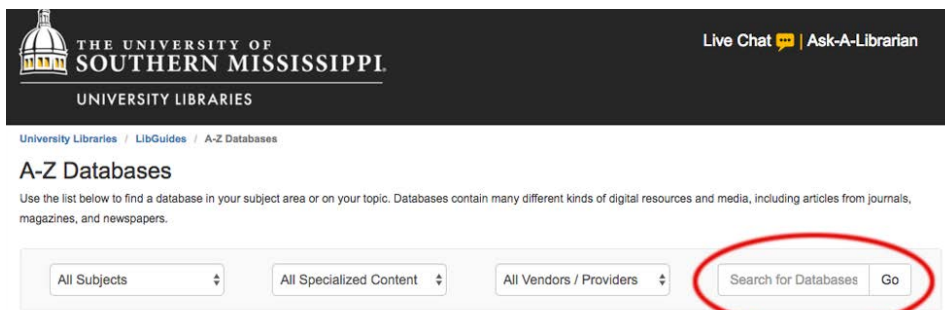 THE UNIVERSITY OF
SOUTHERN MISSISSIPPI.
UNIVERSITY LIBRARIES
Live Chat | Ask-A-Librarian
University Libraries / LibGuides / A-Z Databases
A-Z Databases
Use the list below to find a database in your subject area or on your topic. Databases contain many different kinds of digital resources and media, including articles from journals,
magazines, and newspapers.
All Subjects All Specialized Content All Vendors / Providers Search for Databases Go